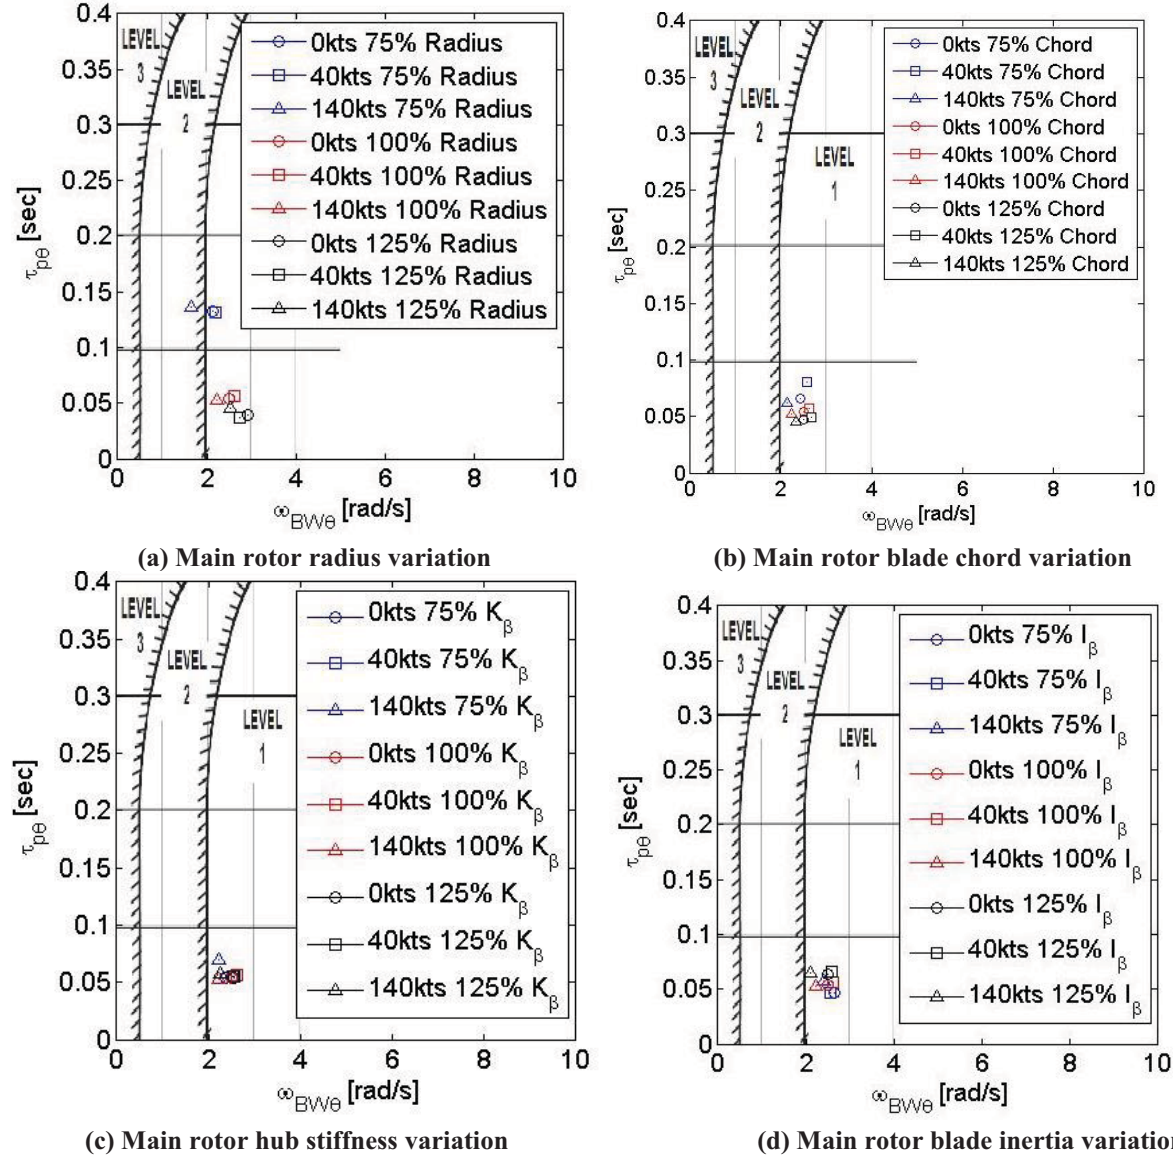 0.4
0.35
0.3
0.25
0.2
0.15
0.1
0.05
0
τpθ [sec]
LEVEL
3
LEVEL
2
0kts 75% Radius
40kts 75% Radius
140kts 75% Radius
0kts 100% Radius
40kts 100% Radius
140kts 100% Radius
0kts 125% Radius
40kts 125% Radius
140kts 125% Radius
0 2 4 6 8 10
ωBWθ [rad/s]
(a) Main rotor radius variation
0.4
0.35
0.3
0.25
0.2
0.15
0.1
0.05
0
τpθ [sec]
LEVEL
3
LEVEL
2
LEVEL
1
0kts 75% Chord
40kts 75% Chord
140kts 75% Chord
0kts 100% Chord
40kts 100% Chord
140kts 100% Chord
0kts 125% Chord
40kts 125% Chord
140kts 125% Chord
0 2 4 6 8 10
ωBWθ [rad/s]
(b) Main rotor blade chord variation
0.4
0.35
0.3
0.25
0.2
0.15
0.1
0.05
0
τpθ [sec]
LEVEL
3
LEVEL
2
LEVEL
1
0kts 75% Kβ
40kts 75% Kβ
140kts 75% Kβ
0kts 100% Kβ
40kts 100% Kβ
140kts 100% Kβ
0kts 125% Kβ
40kts 125% Kβ
140kts 125% Kβ
0 2 4 6 8 10
ωBWθ [rad/s]
(c) Main rotor hub stiffness variation
0.4
0.35
0.3
0.25
0.2
0.15
0.1
0.05
0
τpθ [sec]
LEVEL
3
LEVEL
2
LEVEL
1
0kts 75% Iβ
40kts 75% Iβ
140kts 75% Iβ
0kts 100% Iβ
40kts 100% Iβ
140kts 100% Iβ
0kts 125% Iβ
40kts 125% Iβ
140kts 125% Iβ
0 2 4 6 8 10
ωBWθ [rad/s]
(d) Main rotor blade inertia variation